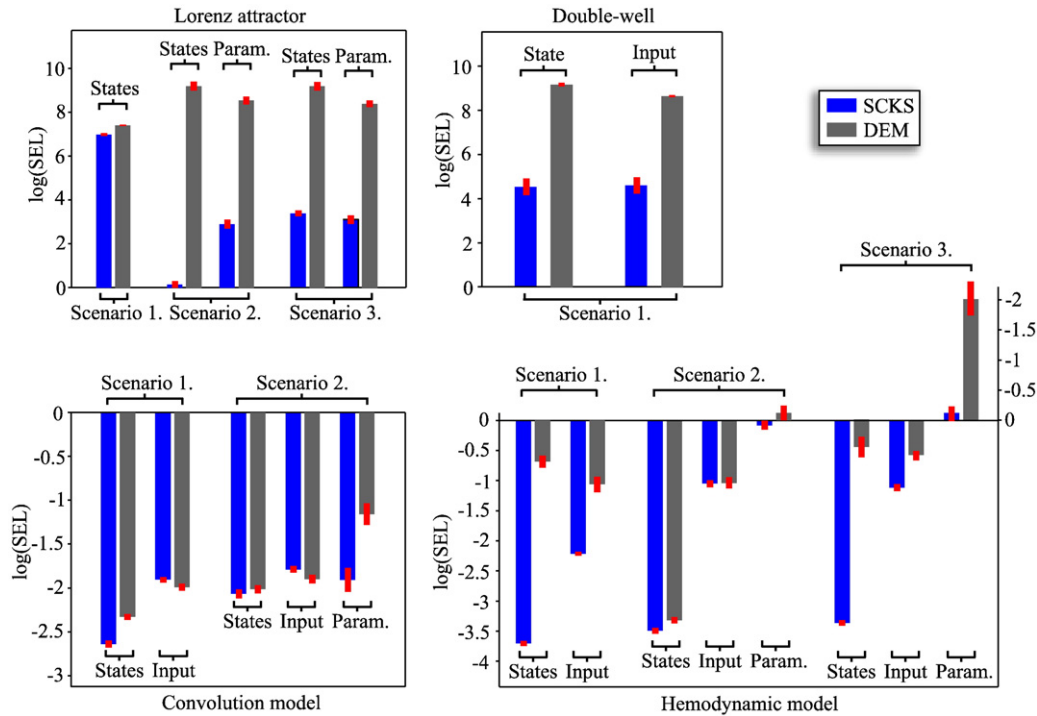 Lorenz attractor
States Param. States Param.
States
10
8
6
4
2
0
log(SEL)
Scenario 1. Scenario 2. Scenario 3.
Double-well
State Input
10
8
6
4
2
0
log(SEL)
Scenario 1.
SCKS
DEM
Scenario 1. Scenario 2.
0
-0.5
-1
-1.5
-2
-2.5
-3
log(SEL)
States Input Param.
States Input
Convolution model
Scenario 3.
Scenario 1. Scenario 2.
-2
-1.5
-1
-0.5
0
0
-0.5
-1
-1.5
-2
-2.5
-3
-3.5
-4
log(SEL)
States Input States Input Param. States Input Param.
Hemodynamic model